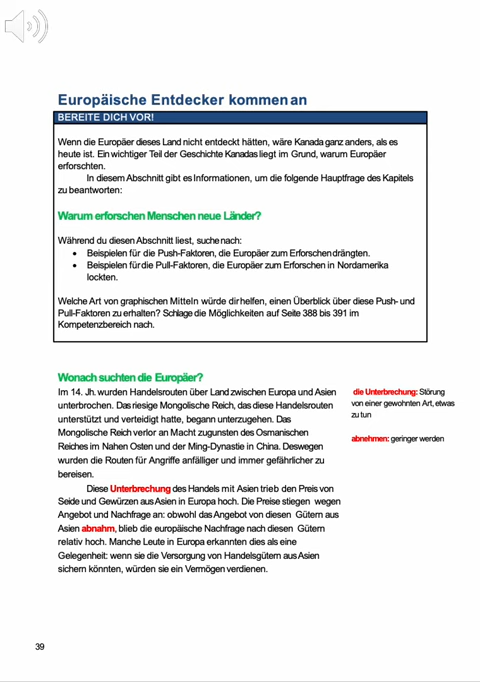 Europäische Entdecker kommen an
BEREITE DICH VOR!
Wenn die Europäer dieses Land nicht entdeckt hätten, wäre Kanada ganz anders, als es
heute ist. Ein wichtiger Teil der Geschichte Kanadas liegt im Grund, warum Europäer
erforschten.
In diesem Abschnitt gibt es Informationen, um die folgende Hauptfrage des Kapitels
zu beantworten:
Warum erforschen Menschen neue Länder?
Während du diesen Abschnitt liest, suche nach:
• Beispielen für die Push-Faktoren, die Europäer zum Erforschen drängten.
• Beispielen für die Pull-Faktoren, die Europäer zum Erforschen in Nordamerika
lockten.
Welche Art von graphischen Mitteln würde dir helfen, einen Überblick über diese Push- und
Pull-Faktoren zu erhalten? Schlage die Möglichkeiten auf Seite 388 bis 391 im
Kompetenzbereich nach.
Wonach suchten die Europäer?
Im 14. Jh. wurden Handelsrouten über Land zwischen Europa und Asien
unterbrochen. Das riesige Mongolische Reich, das diese Handelsrouten
unterstützt und verteidigt hatte, begann unterzugehen. Das
Mongolische Reich verlor an Macht zugunsten des Osmanischen
Reiches im Nahen Osten und der Ming-Dynastie in China. Deswegen
wurden die Routen für Angriffe anfälliger und immer gefährlicher zu
bereisen.
Diese Unterbrechung des Handels mit Asien trieb den Preis von
Seide und Gewürzen aus Asien in Europa hoch. Die Preise stiegen wegen
Angebot und Nachfrage an: obwohl das Angebot von diesen Gütern aus
Asien abnahm, blieb die europäische Nachfrage nach diesen Gütern
relativ hoch. Manche Leute in Europa erkannten dies als eine
Gelegenheit: wenn sie die Versorgung von Handelsgütern aus Asien
sichern könnten, würden sie ein Vermögen verdienen.
die Unterbrechung: Störung
von einer gewohnten Art, etwas
zu tun
abnehmen: geringer werden
39